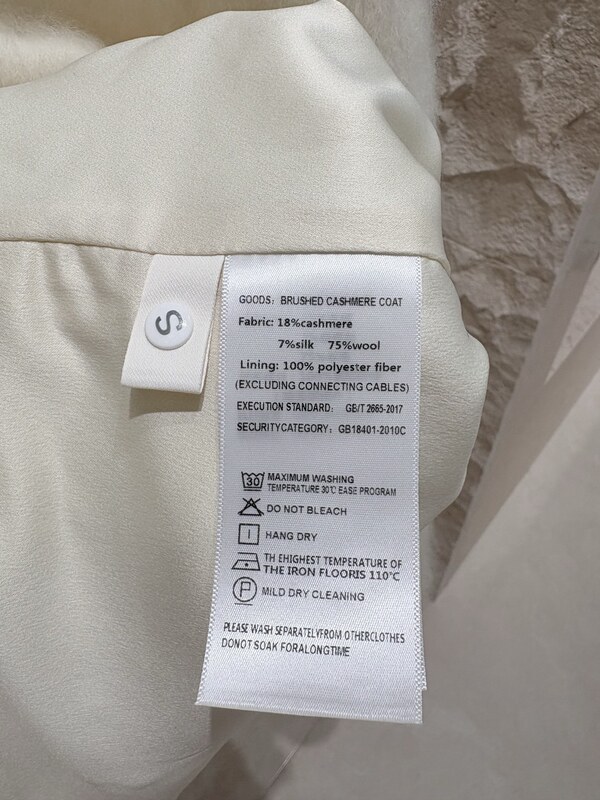 S
GOODS: BRUSHED CASHMERE COAT
Fabric: 18%cashmere
7%silk 75%wool
Lining: 100% polyester fiber
(EXCLUDING CONNECTING CABLES)
EXECUTION STANDARD: GB/T 2665-2017
SECURITYCATEGORY: GB18401-2010C
30 MAXIMUM WASHING
TEMPERATURE 30℃ EASE PROGRAM
DO NOT BLEACH
HANG DRY
TH EHIGHEST TEMPERATURE OF
THE IRON FLOORIS 110°C
P MILD DRY CLEANING
PLEASE WASH SEPARATELYFROM OTHERCLOTHES
DONOT SOAK FORALONGTIME